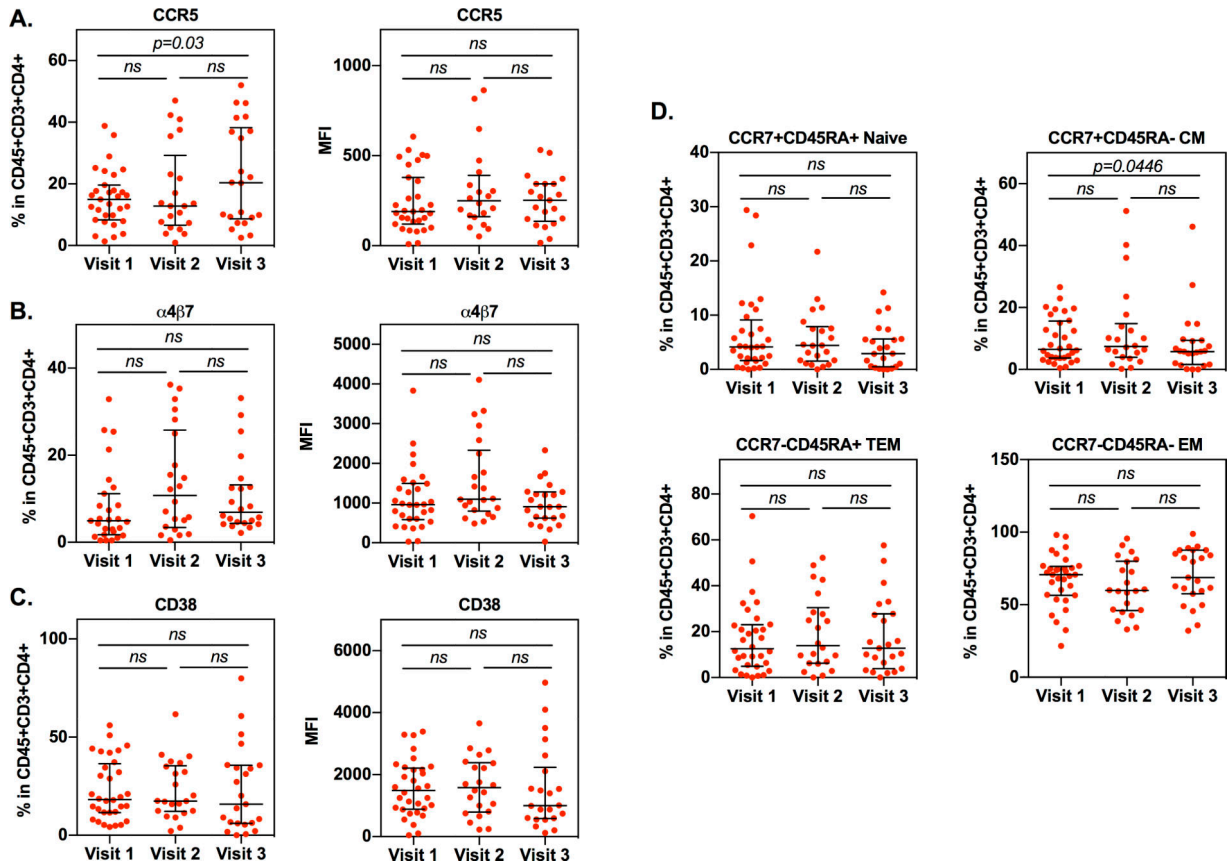 A.
CCR5
% in CD45+CD3+CD4+
60
40
20
0
p=0.03
ns
ns
Visit 1 Visit 2 Visit 3
CCR5
MFI
1000
500
0
ns
ns
ns
Visit 1 Visit 2 Visit 3
B.
α4β7
% in CD45+CD3+CD4+
40
20
0
ns
ns
ns
Visit 1 Visit 2 Visit 3
α4β7
MFI
5000
4000
3000
2000
1000
0
ns
ns
ns
Visit 1 Visit 2 Visit 3
C.
CD38
% in CD45+CD3+CD4+
100
50
0
ns
ns
ns
Visit 1 Visit 2 Visit 3
CD38
MFI
6000
4000
2000
0
ns
ns
ns
Visit 1 Visit 2 Visit 3
D.
CCR7+CD45RA+ Naive
% in CD45+CD3+CD4+
40
30
20
10
0
ns
ns
ns
Visit 1 Visit 2 Visit 3
CCR7+CD45RA- CM
% in CD45+CD3+CD4+
60
40
20
0
p=0.0446
ns
ns
Visit 1 Visit 2 Visit 3
CCR7-CD45RA+ TEM
% in CD45+CD3+CD4+
80
60
40
20
0
ns
ns
ns
Visit 1 Visit 2 Visit 3
CCR7-CD45RA- EM
% in CD45+CD3+CD4+
150
100
50
0
ns
ns
ns
Visit 1 Visit 2 Visit 3